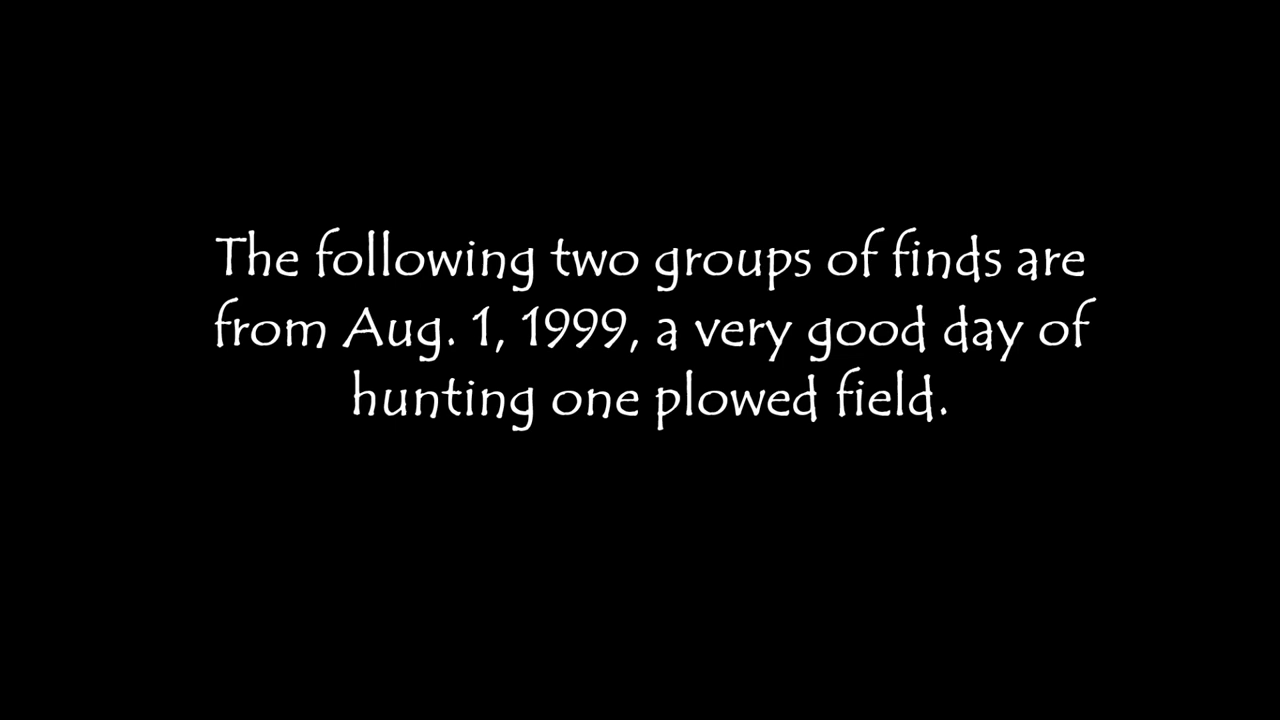 The following two groups of finds are
from Aug. 1, 1999, a very good day of
hunting one plowed field.